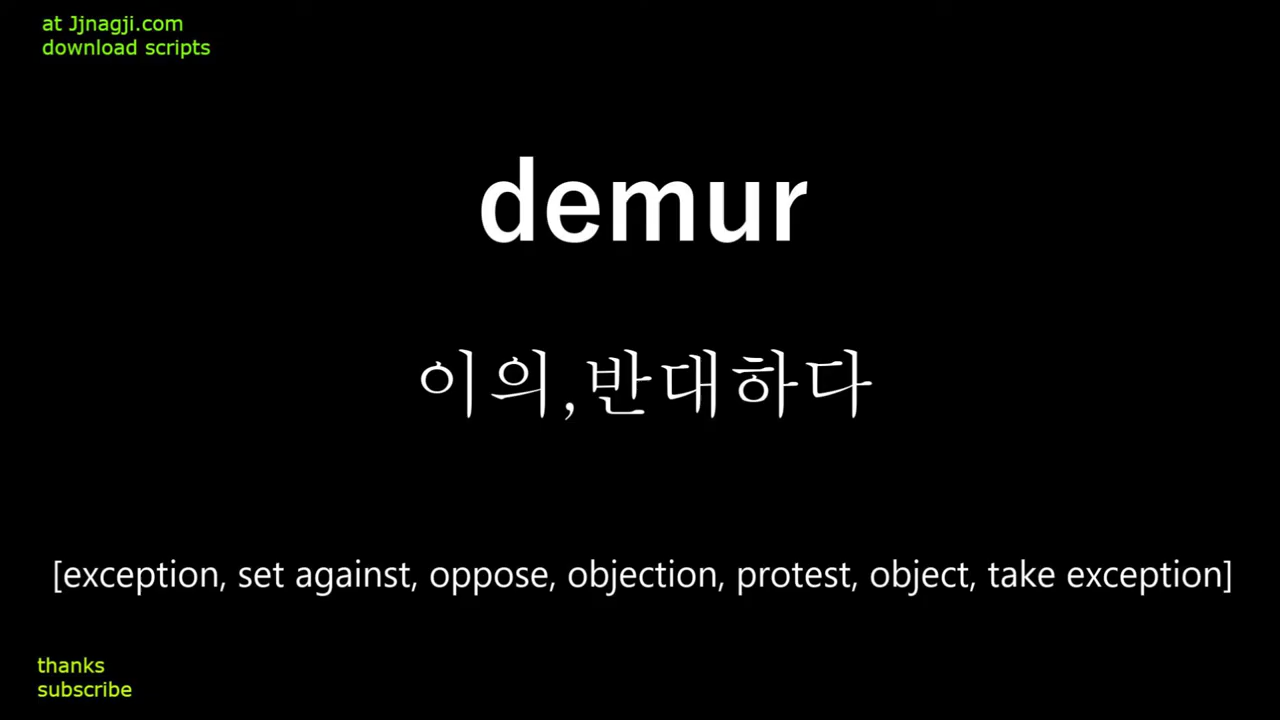 at Jjnagji.com
download scripts
demur
이의,반대하다
[exception, set against, oppose, objection, protest, object, take exception]
thanks
subscribe